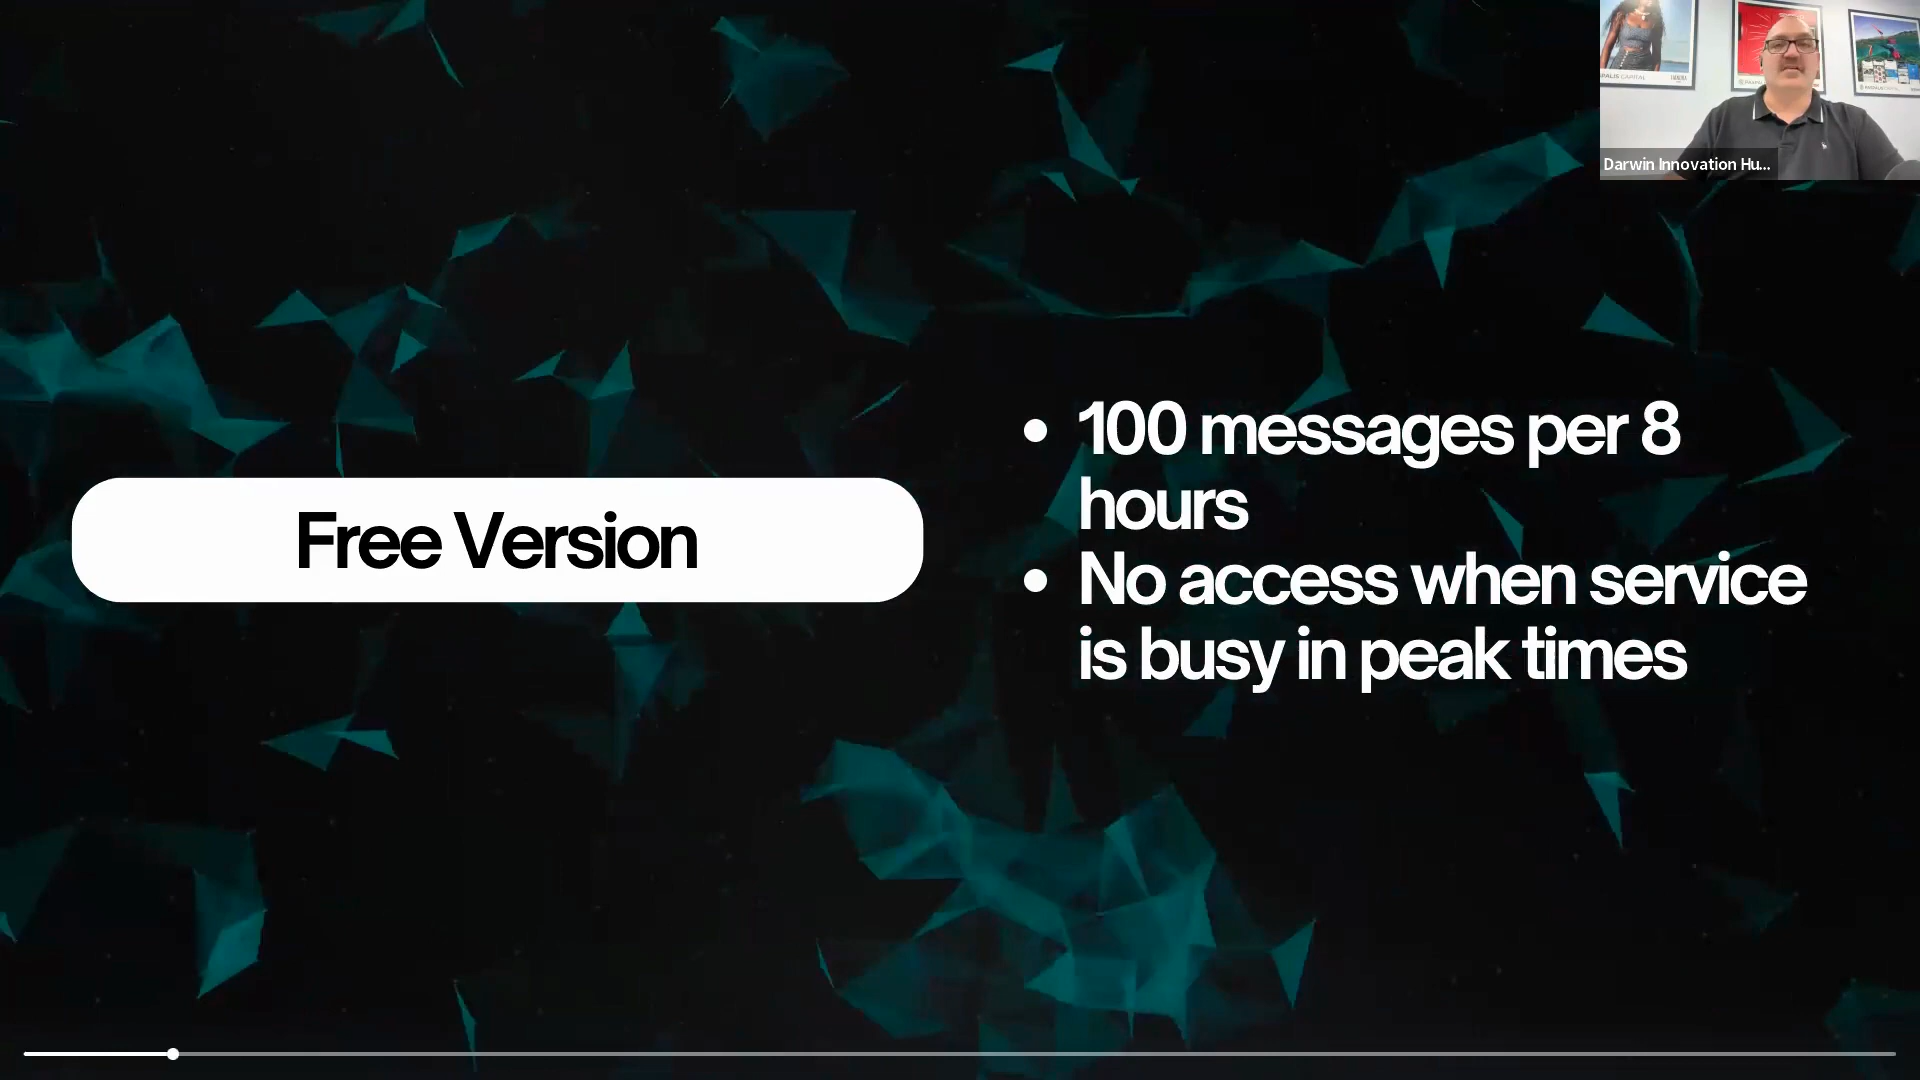 Darwin Innovation Hu...
Free Version
• 100 messages per 8
hours
• No access when service
is busy in peak times